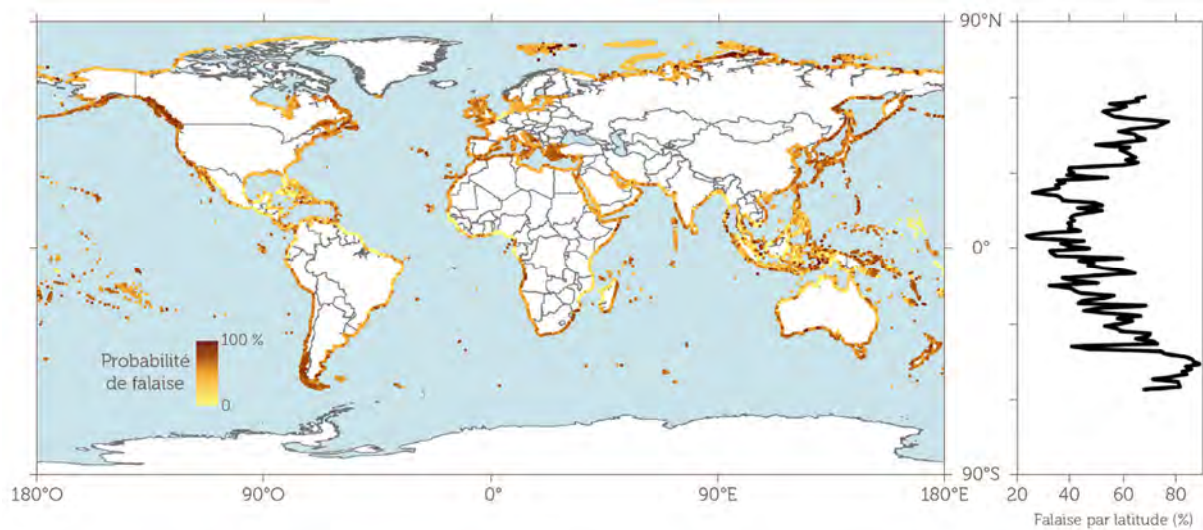 90°N
0°
90°S
Probabilité
de falaise
100 %
0
180°O
90°O
0°
90°E
180°E
20
40
60
80
Falaise par latitude (%)